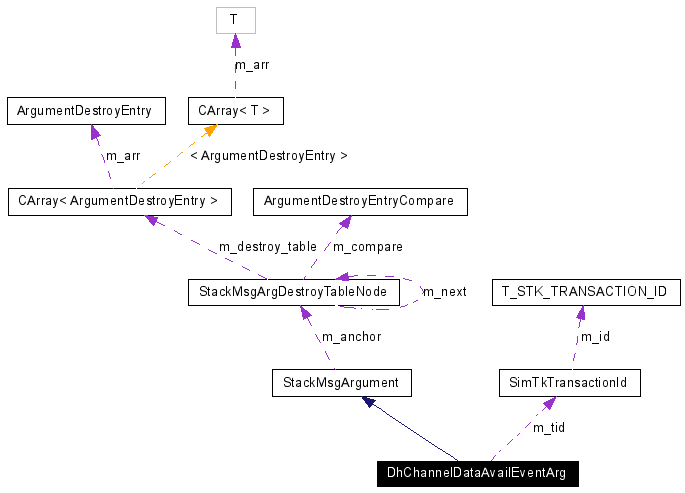 T
m_arr
ArgumentDestroyEntry
CArray< T >
m_arr
< ArgumentDestroyEntry >
CArray< ArgumentDestroyEntry >
ArgumentDestroyEntryCompare
m_destroy_table
m_compare
StackMsgArgDestroyTableNode
m_next
T_STK_TRANSACTION_ID
m_anchor
m_id
StackMsgArgument
SimTkTransactionId
m_tid
DhChannelDataAvailEventArg